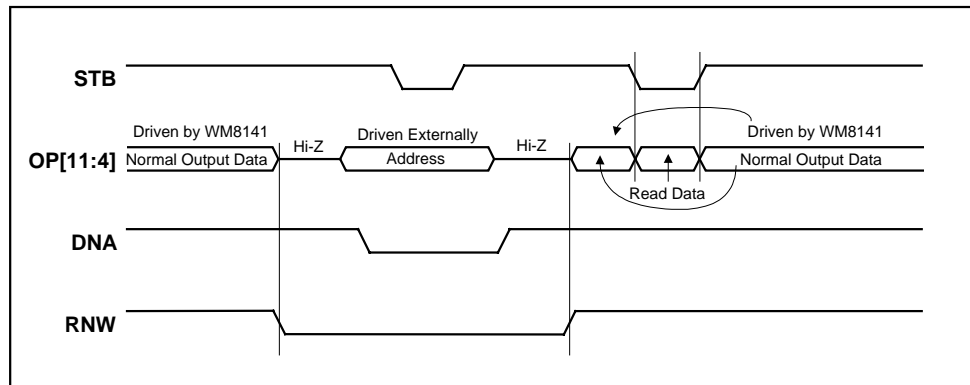 STB
Driven by WM8141
Hi-Z
Driven Externally
Hi-Z
Driven by WM8141
OP[11:4]
Normal Output Data
Address
Normal Output Data
Read Data
DNA
RNW